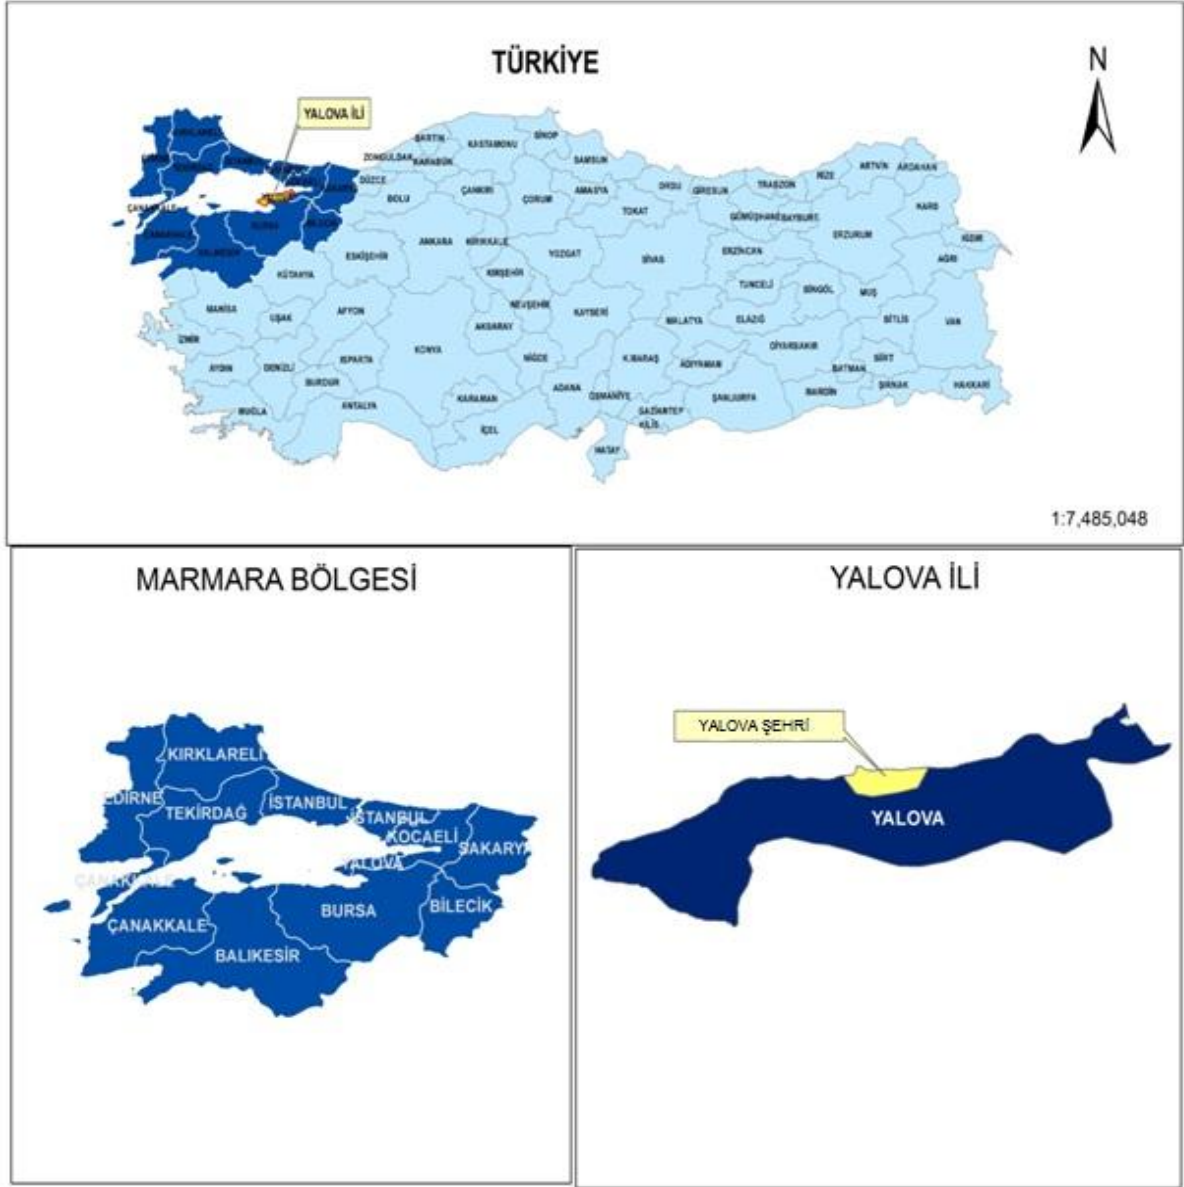 TÜRKİYE
N
YALOVA İLİ
KIRKLARELİ
ÇANAKKALE
BURSA
ZONGULDAK
BARTIN
KARABÜK
KASTAMONU
SİNOP
SAMSUN
DÜZCE
BOLU
ÇANKIRI
ÇORUM
AMASYA
ORDU
GİRESUN
TRABZON
RİZE
ARTVİN
ARDAHAN
TOKAT
GÜMÜŞHANE
BAYBURT
KARS
ERZURUM
IĞDIR
ESKİŞEHİR
ANKARA
KIRIKKALE
YOZGAT
SİVAS
ERZİNCAN
AĞRI
KÜTAHYA
KIRŞEHİR
TUNCELİ
BİNGÖL
MUŞ
MANİSA
UŞAK
AFYON
NEVŞEHİR
KAYSERİ
AKSARAY
MALATYA
ELAZIĞ
BİTLİS
VAN
İZMİR
KONYA
DİYARBAKIR
AYDIN
DENİZLİ
ISPARTA
NİĞDE
K.MARAŞ
ADIYAMAN
BATMAN
SİİRT
BURDUR
ADANA
OSMANİYE
ŞANLIURFA
MARDİN
ŞIRNAK
HAKKARİ
MUĞLA
ANTALYA
KARAMAN
GAZİANTEP
KİLİS
İÇEL
HATAY
1:7,485,048
MARMARA BÖLGESİ
KIRKLARELİ
EDİRNE
TEKİRDAĞ
İSTANBUL
İSTANBUL
KOCAELİ
SAKARYA
YALOVA
ÇANAKKALE
ÇANAKKALE
BURSA
BİLECİK
BALIKESİR
YALOVA İLİ
YALOVA ŞEHRİ
YALOVA